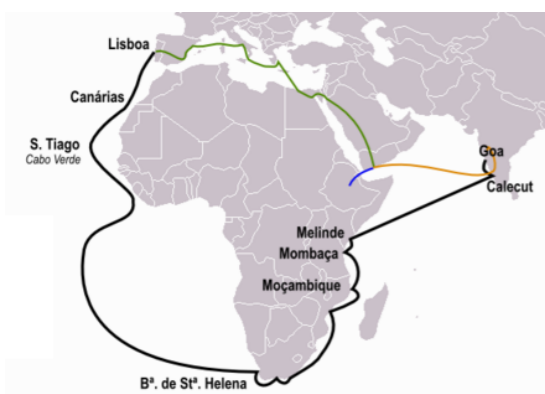 Lisboa
Canárias
S. Tiago
Cabo Verde
Goa
Calecut
Melinde
Mombaça
Moçambique
Bª. de Stª. Helena